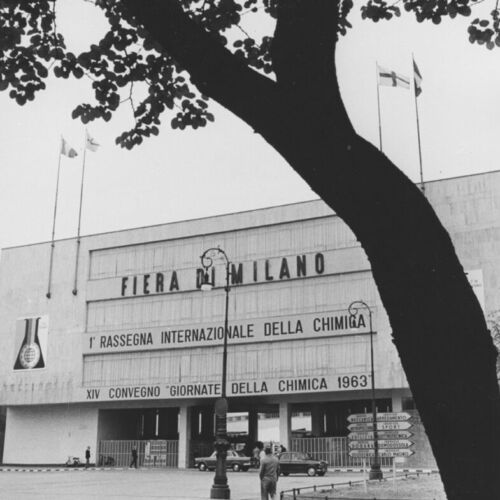 FIERA DI MILANO
1ª RASSEGNA INTERNAZIONALE DELLA CHIMICA
XIV CONVEGNO "GIORNATE DELLA CHIMICA 1963"